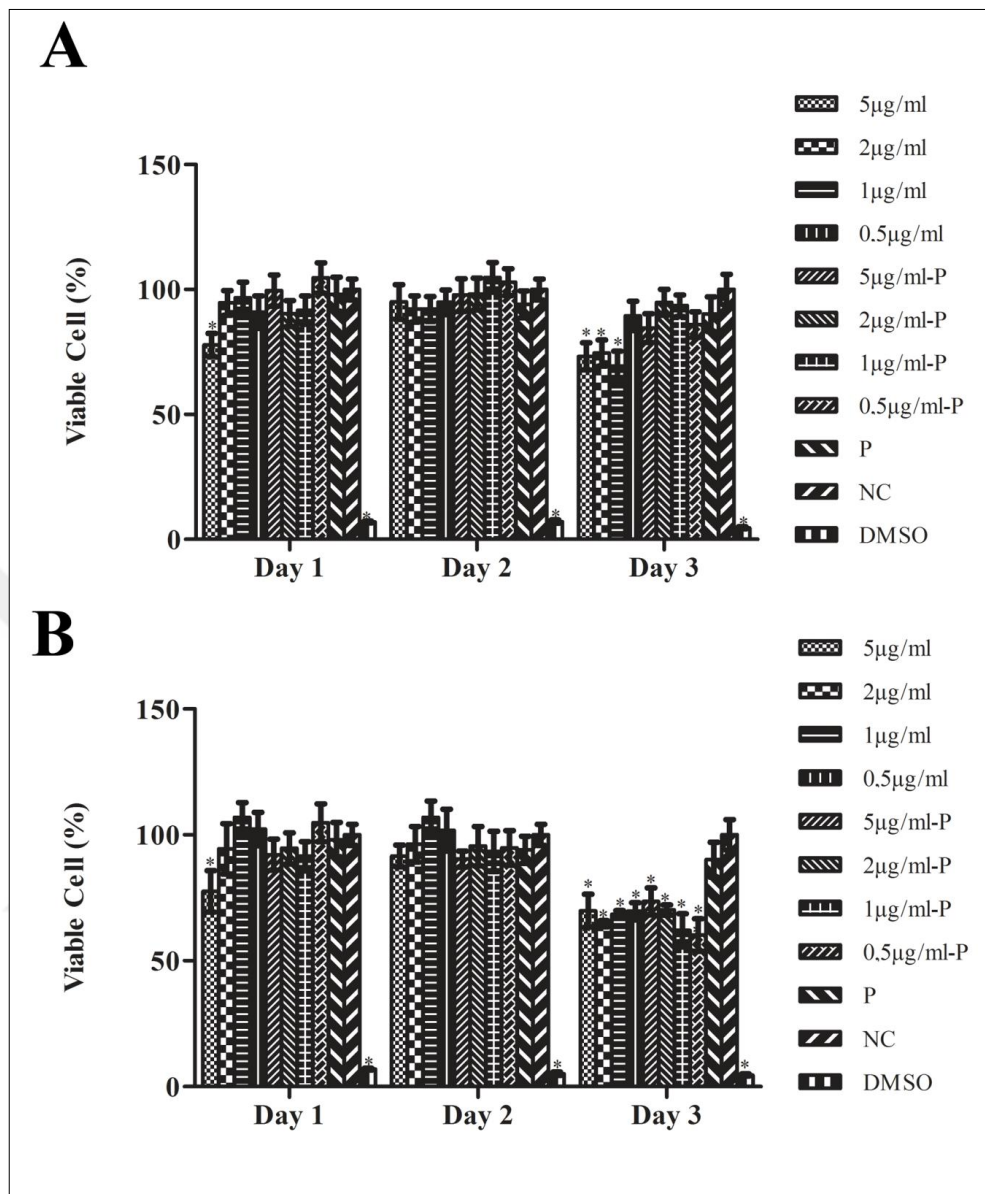 A
5µg/ml
2µg/ml
1µg/ml
0.5µg/ml
5µg/ml-P
2µg/ml-P
1µg/ml-P
0.5µg/ml-P
P
NC
DMSO
Viable Cell (%)
150
100
50
0
* * * * * * *
Day 1 Day 2 Day 3
B
5µg/ml
2µg/ml
1µg/ml
0.5µg/ml
5µg/ml-P
2µg/ml-P
1µg/ml-P
0.5µg/ml-P
P
NC
DMSO
Viable Cell (%)
150
100
50
0
* * * * * * * * * * * *
Day 1 Day 2 Day 3